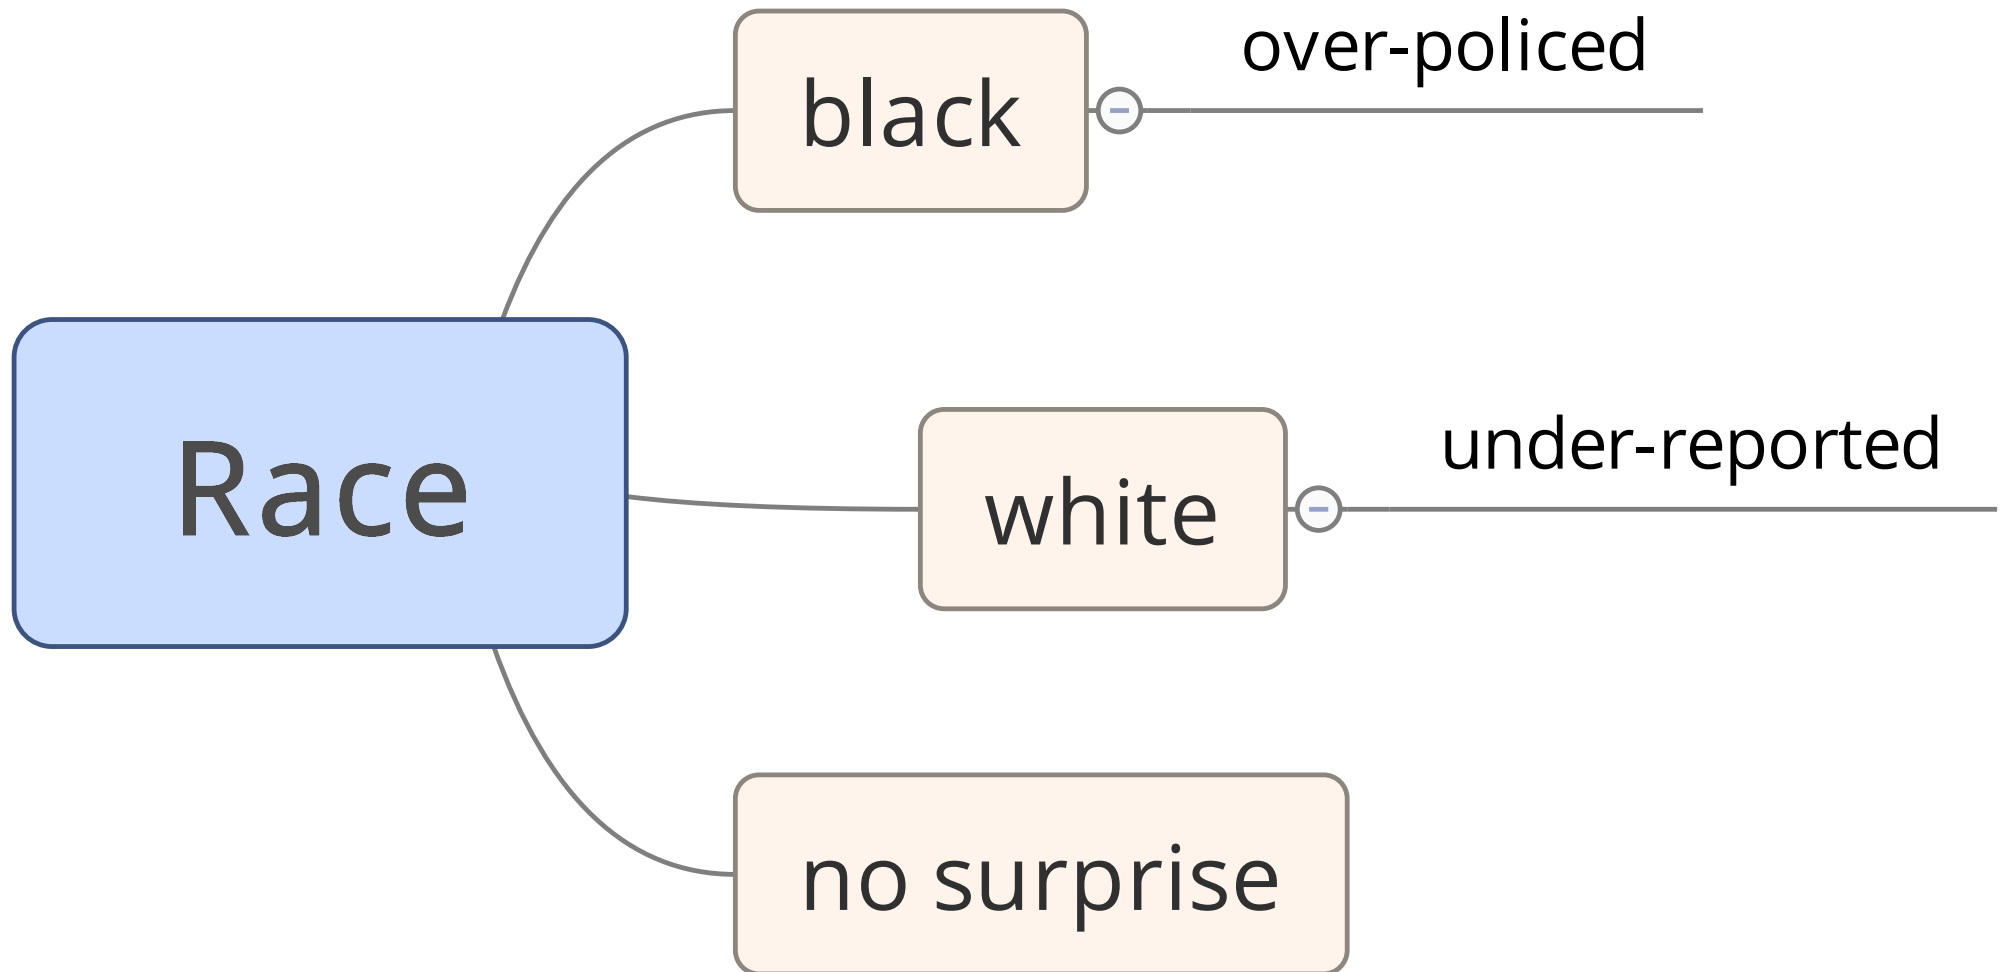 over-policed
black
Race
under-reported
white
no surprise